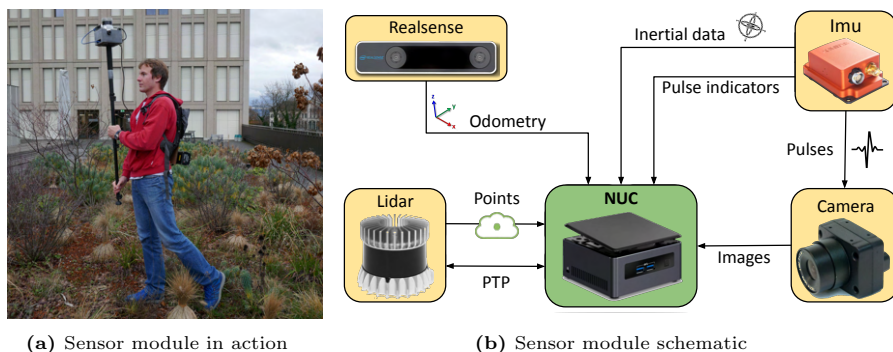 Realsense
Inertial data
Imu
Pulse indicators
z
y
x
Odometry
Pulses
Lidar
Points
NUC
Camera
PTP
Images
(a) Sensor module in action
(b) Sensor module schematic